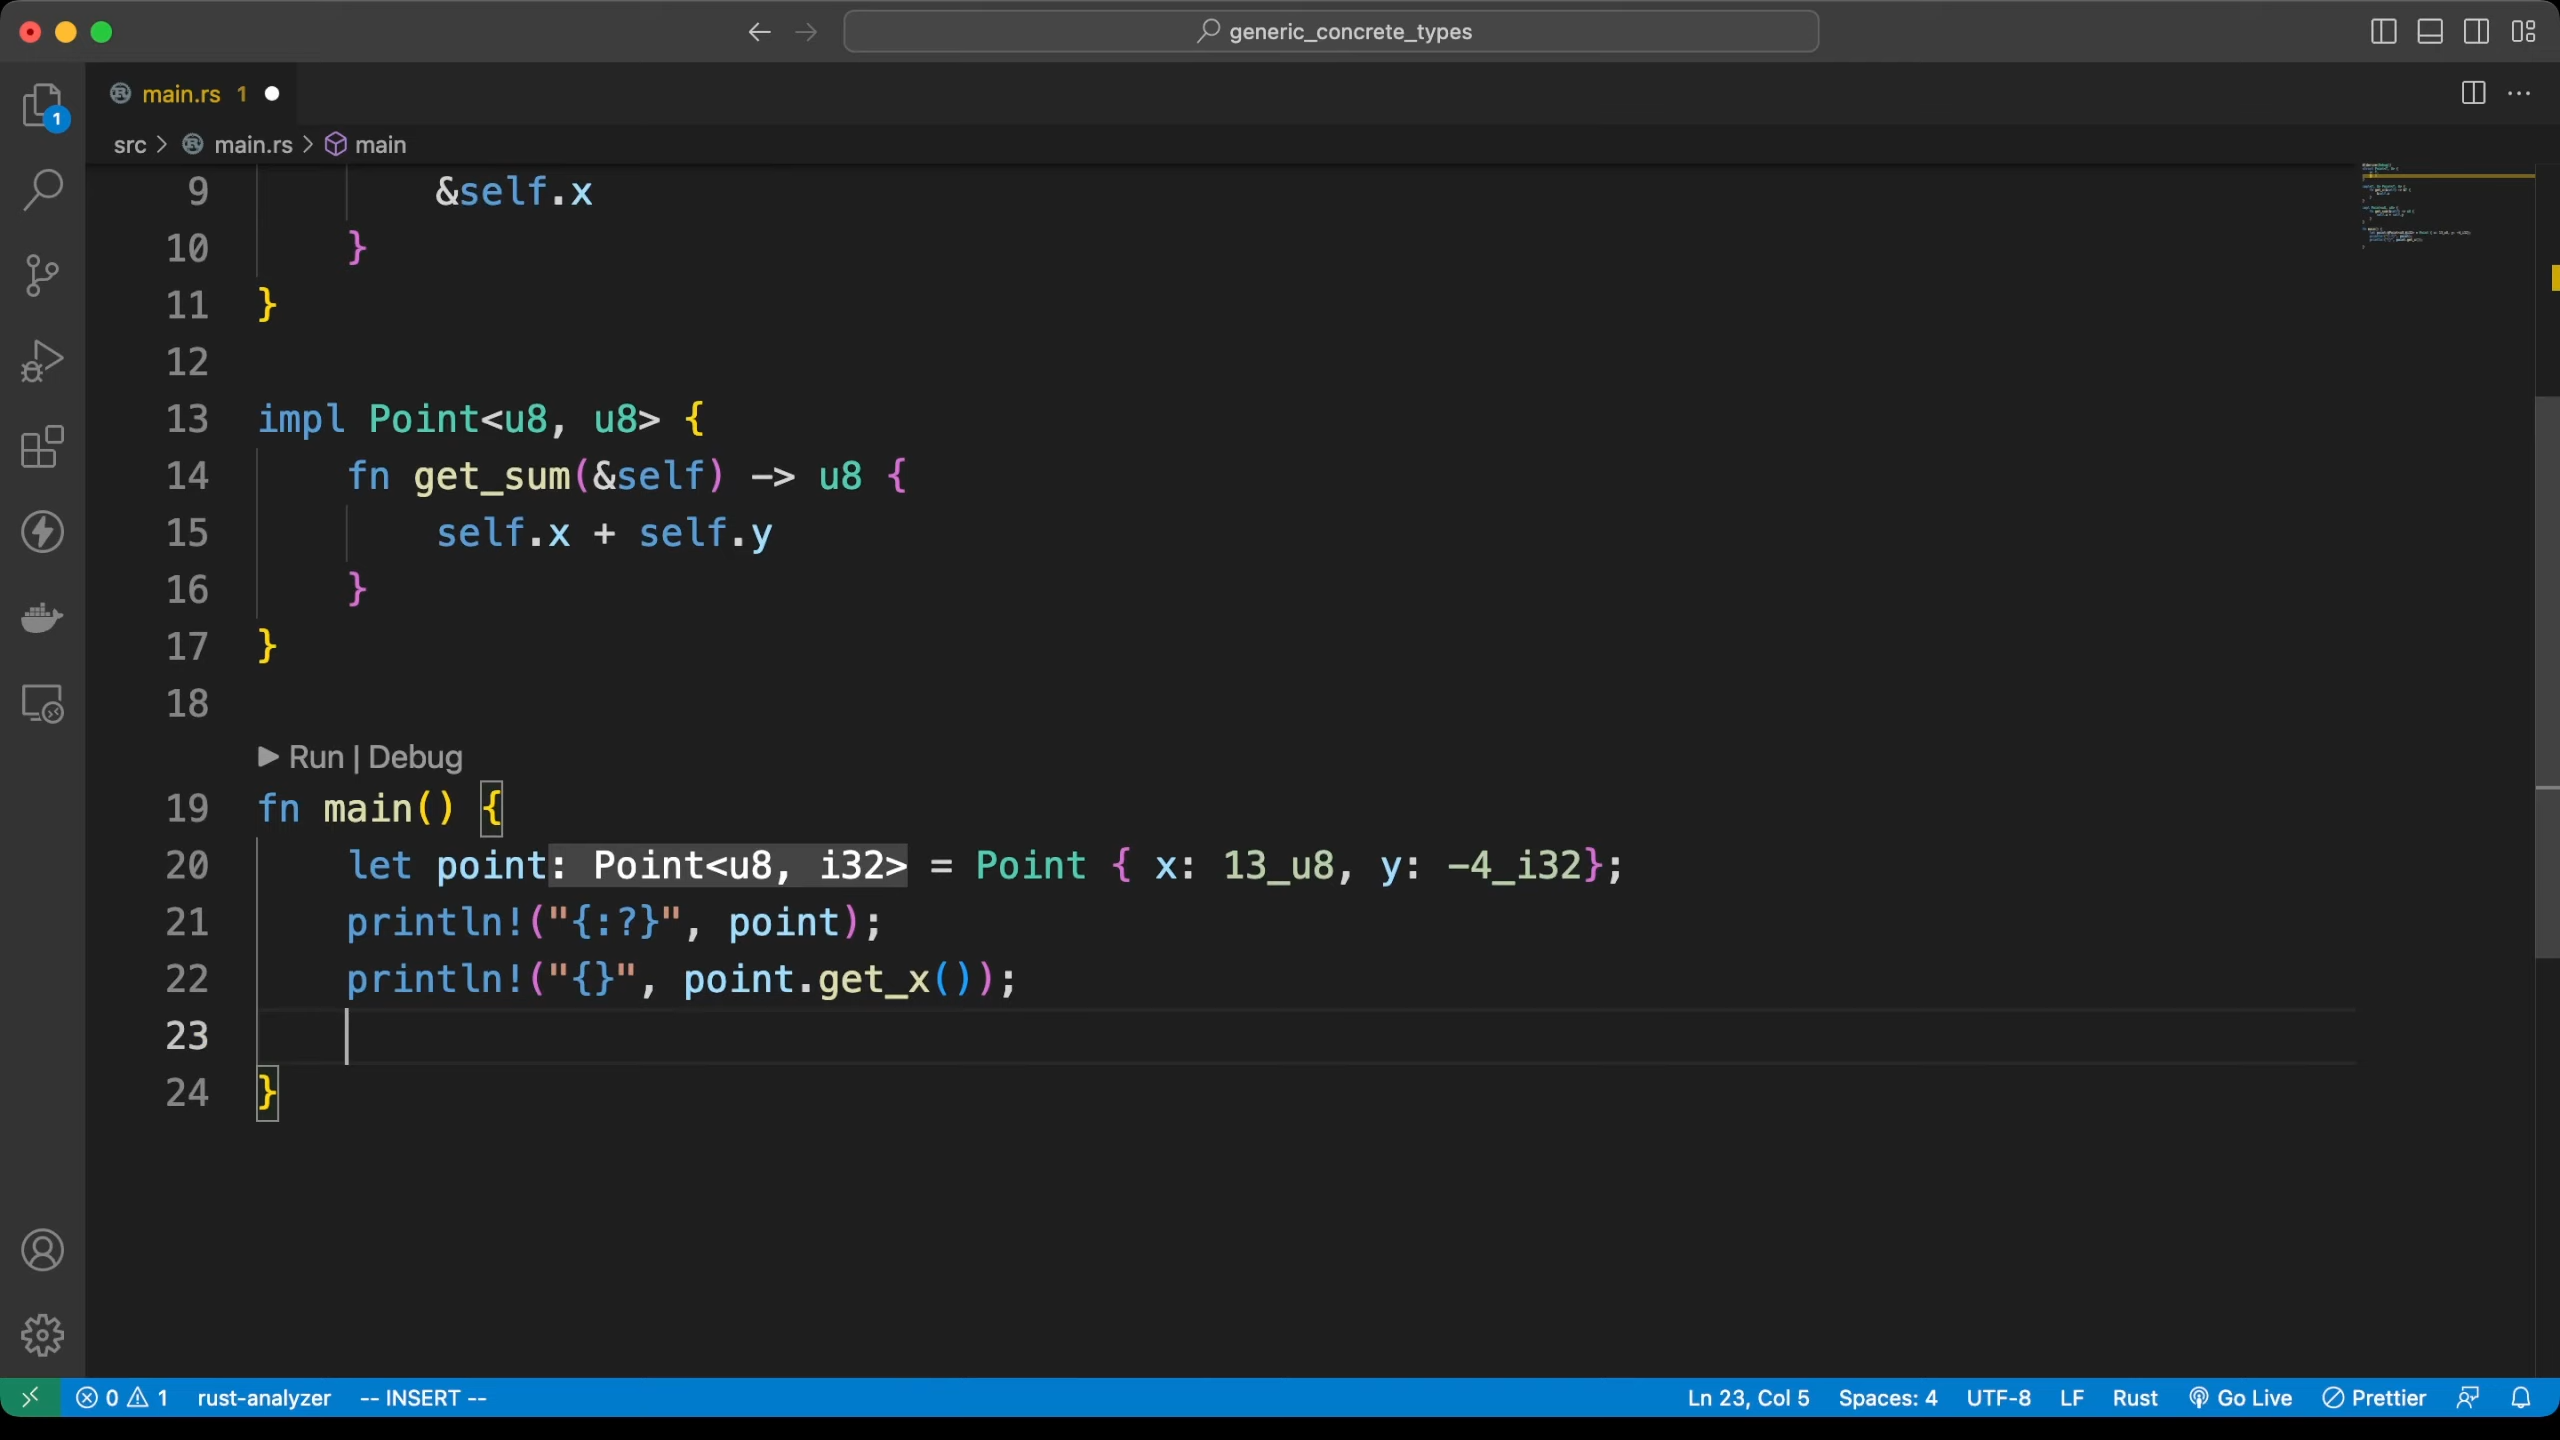 generic_concrete_types
main.rs 1
1
src > main.rs > main
9 &self.x
10 }
11 }
12
13 impl Point<u8, u8> {
14 fn get_sum(&self) -> u8 {
15 self.x + self.y
16 }
17 }
18
Run | Debug
19 fn main() {
20 let point: Point<u8, i32> = Point { x: 13_u8, y: -4_i32};
21 println!("{:?}", point);
22 println!("{}", point.get_x());
23
24 }
0 1 rust-analyzer -- INSERT -- Ln 23, Col 5 Spaces: 4 UTF-8 LF Rust Go Live Prettier